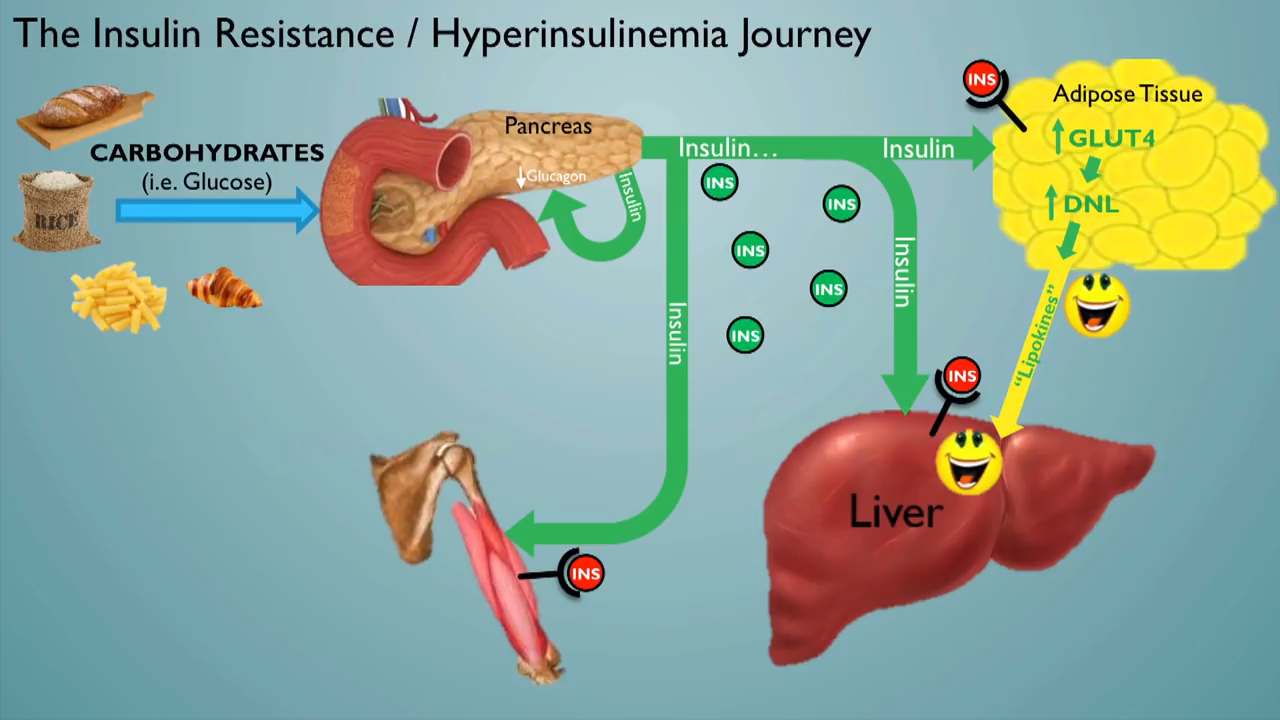 The Insulin Resistance / Hyperinsulinemia Journey
CARBOHYDRATES
(i.e. Glucose)
RICE
Pancreas
↓Glucagon
Insulin
Insulin…
Insulin
INS
INS
INS
INS
INS
Insulin
Insulin
INS
Adipose Tissue
↑GLUT4
↑DNL
“Lipokines”
INS
Liver
INS